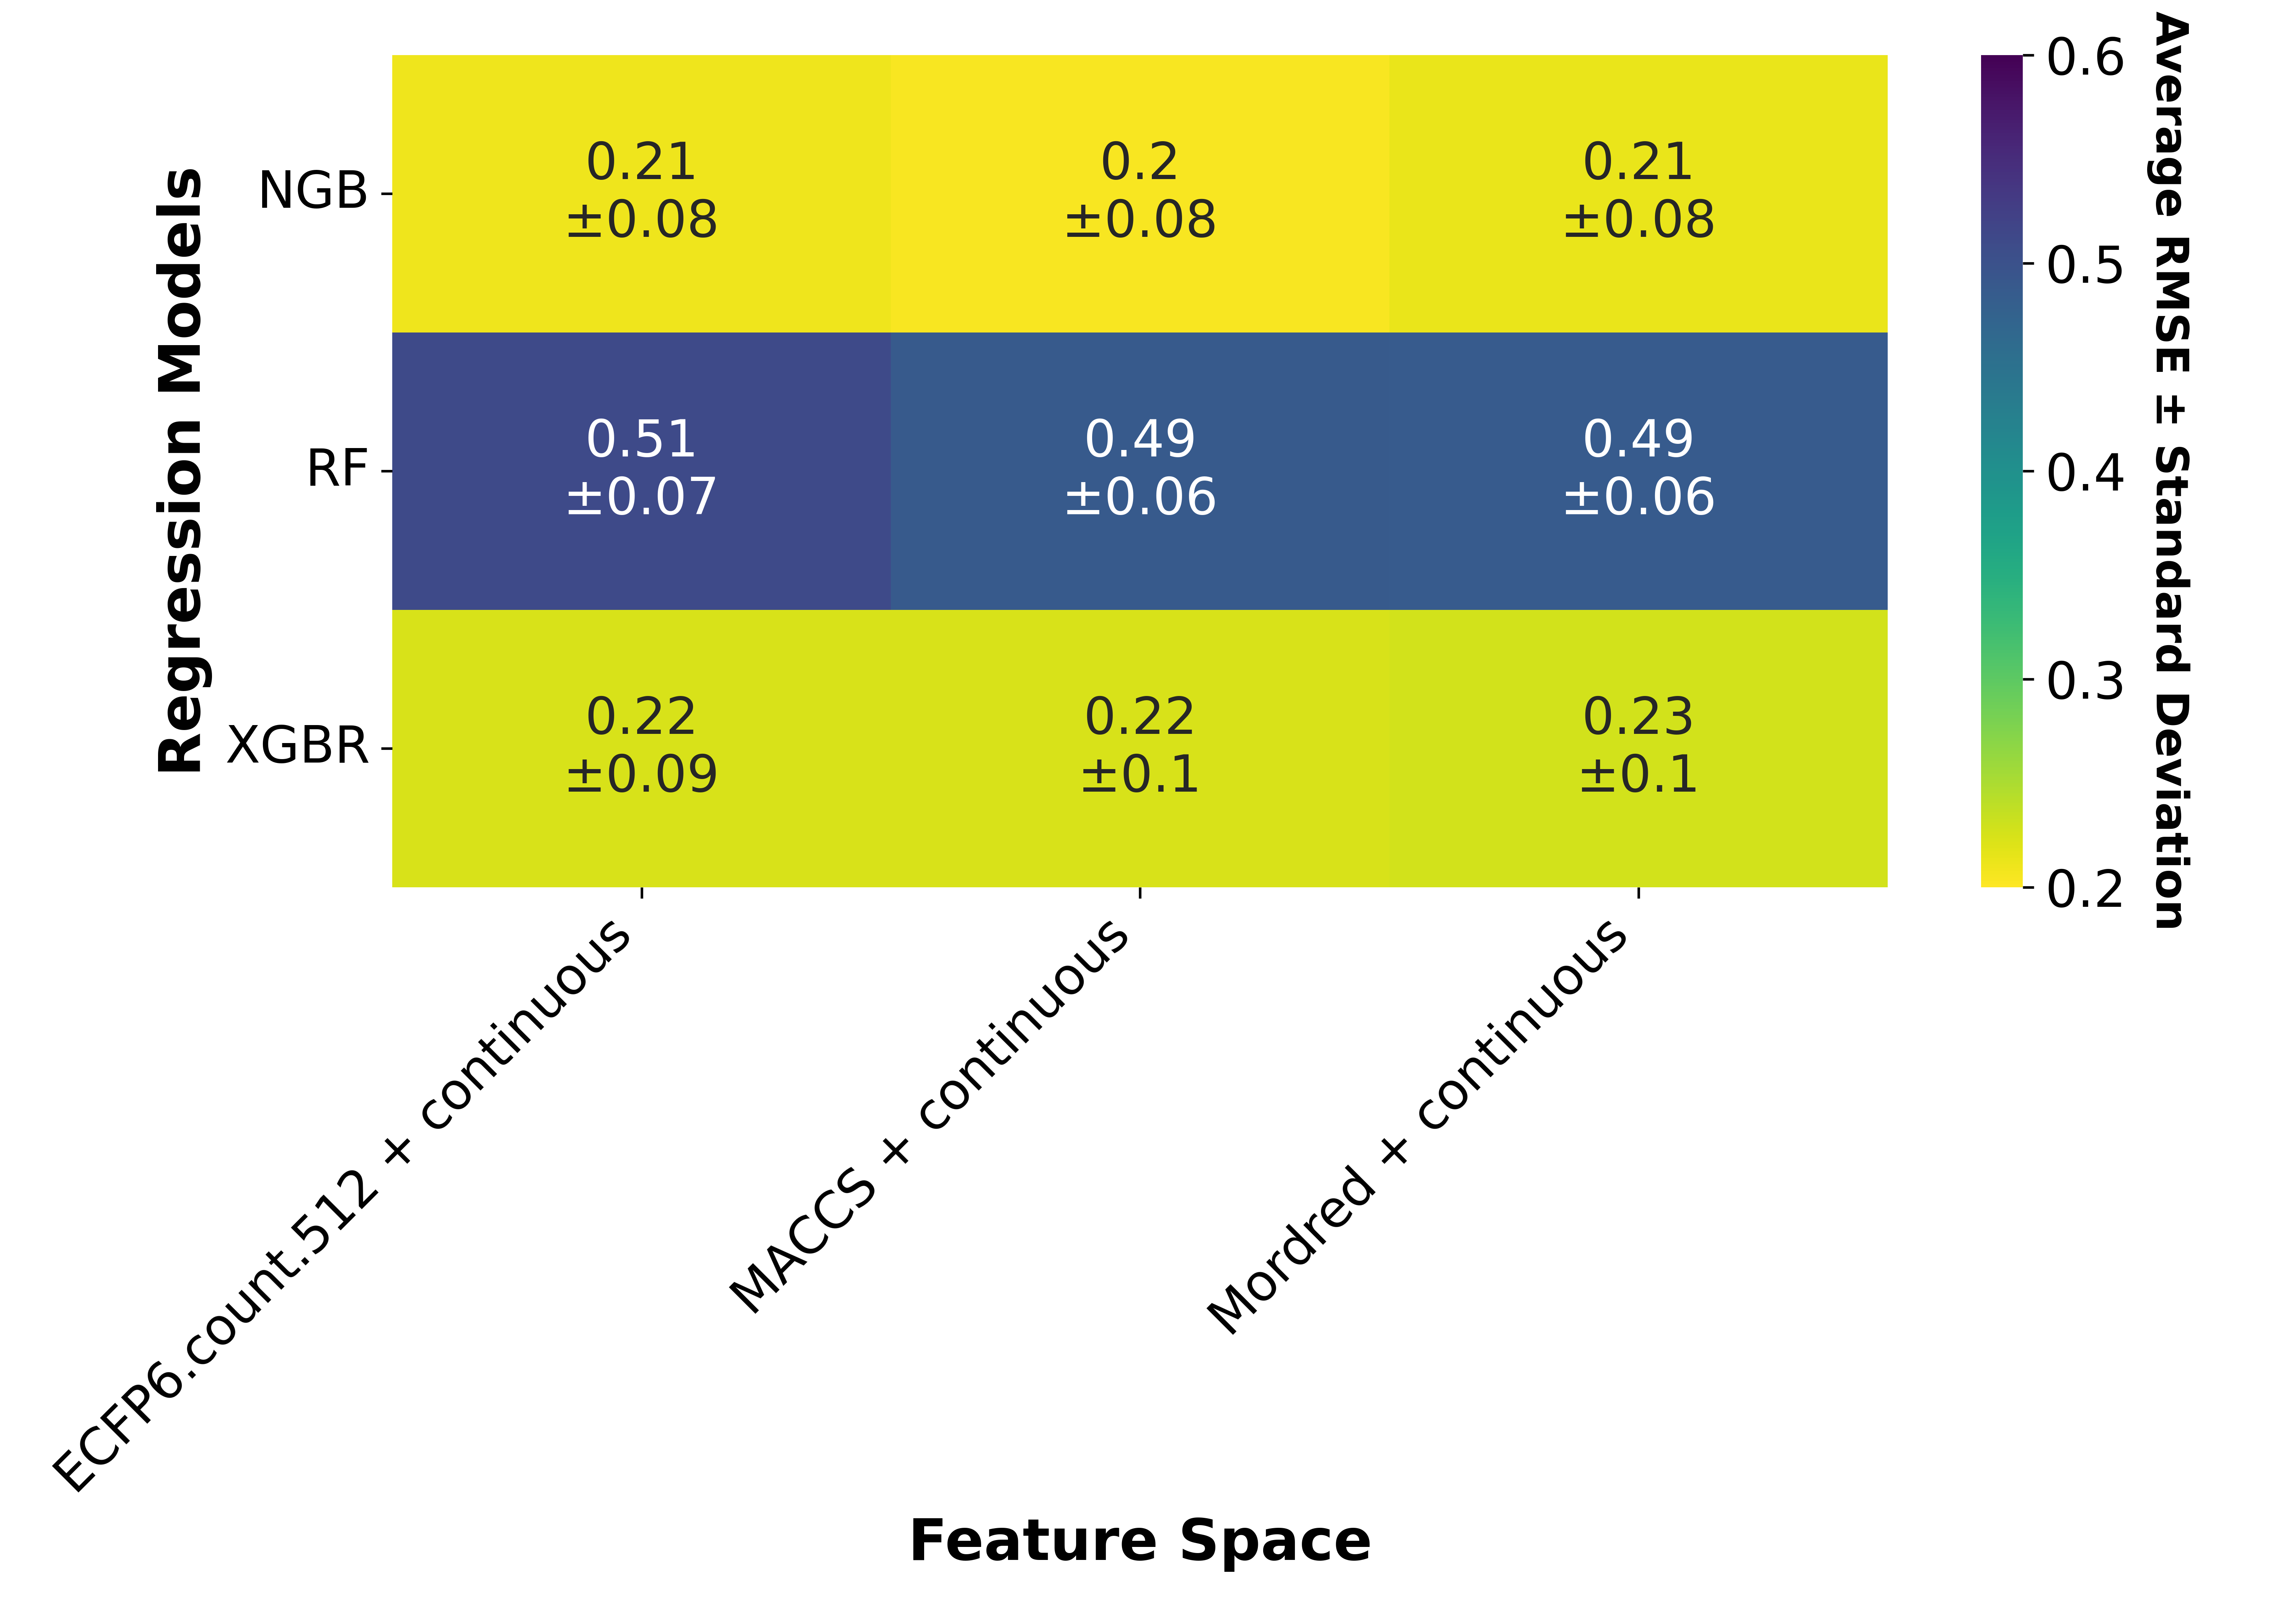 Regression Models
NGB
RF
XGBR
0.21
±0.08
0.2
±0.08
0.21
±0.08
0.51
±0.07
0.49
±0.06
0.49
±0.06
0.22
±0.09
0.22
±0.1
0.23
±0.1
ECFP6.count.512 + continuous
MACCS + continuous
Mordred + continuous
Feature Space
0.6
0.5
0.4
0.3
0.2
Average RMSE ± Standard Deviation